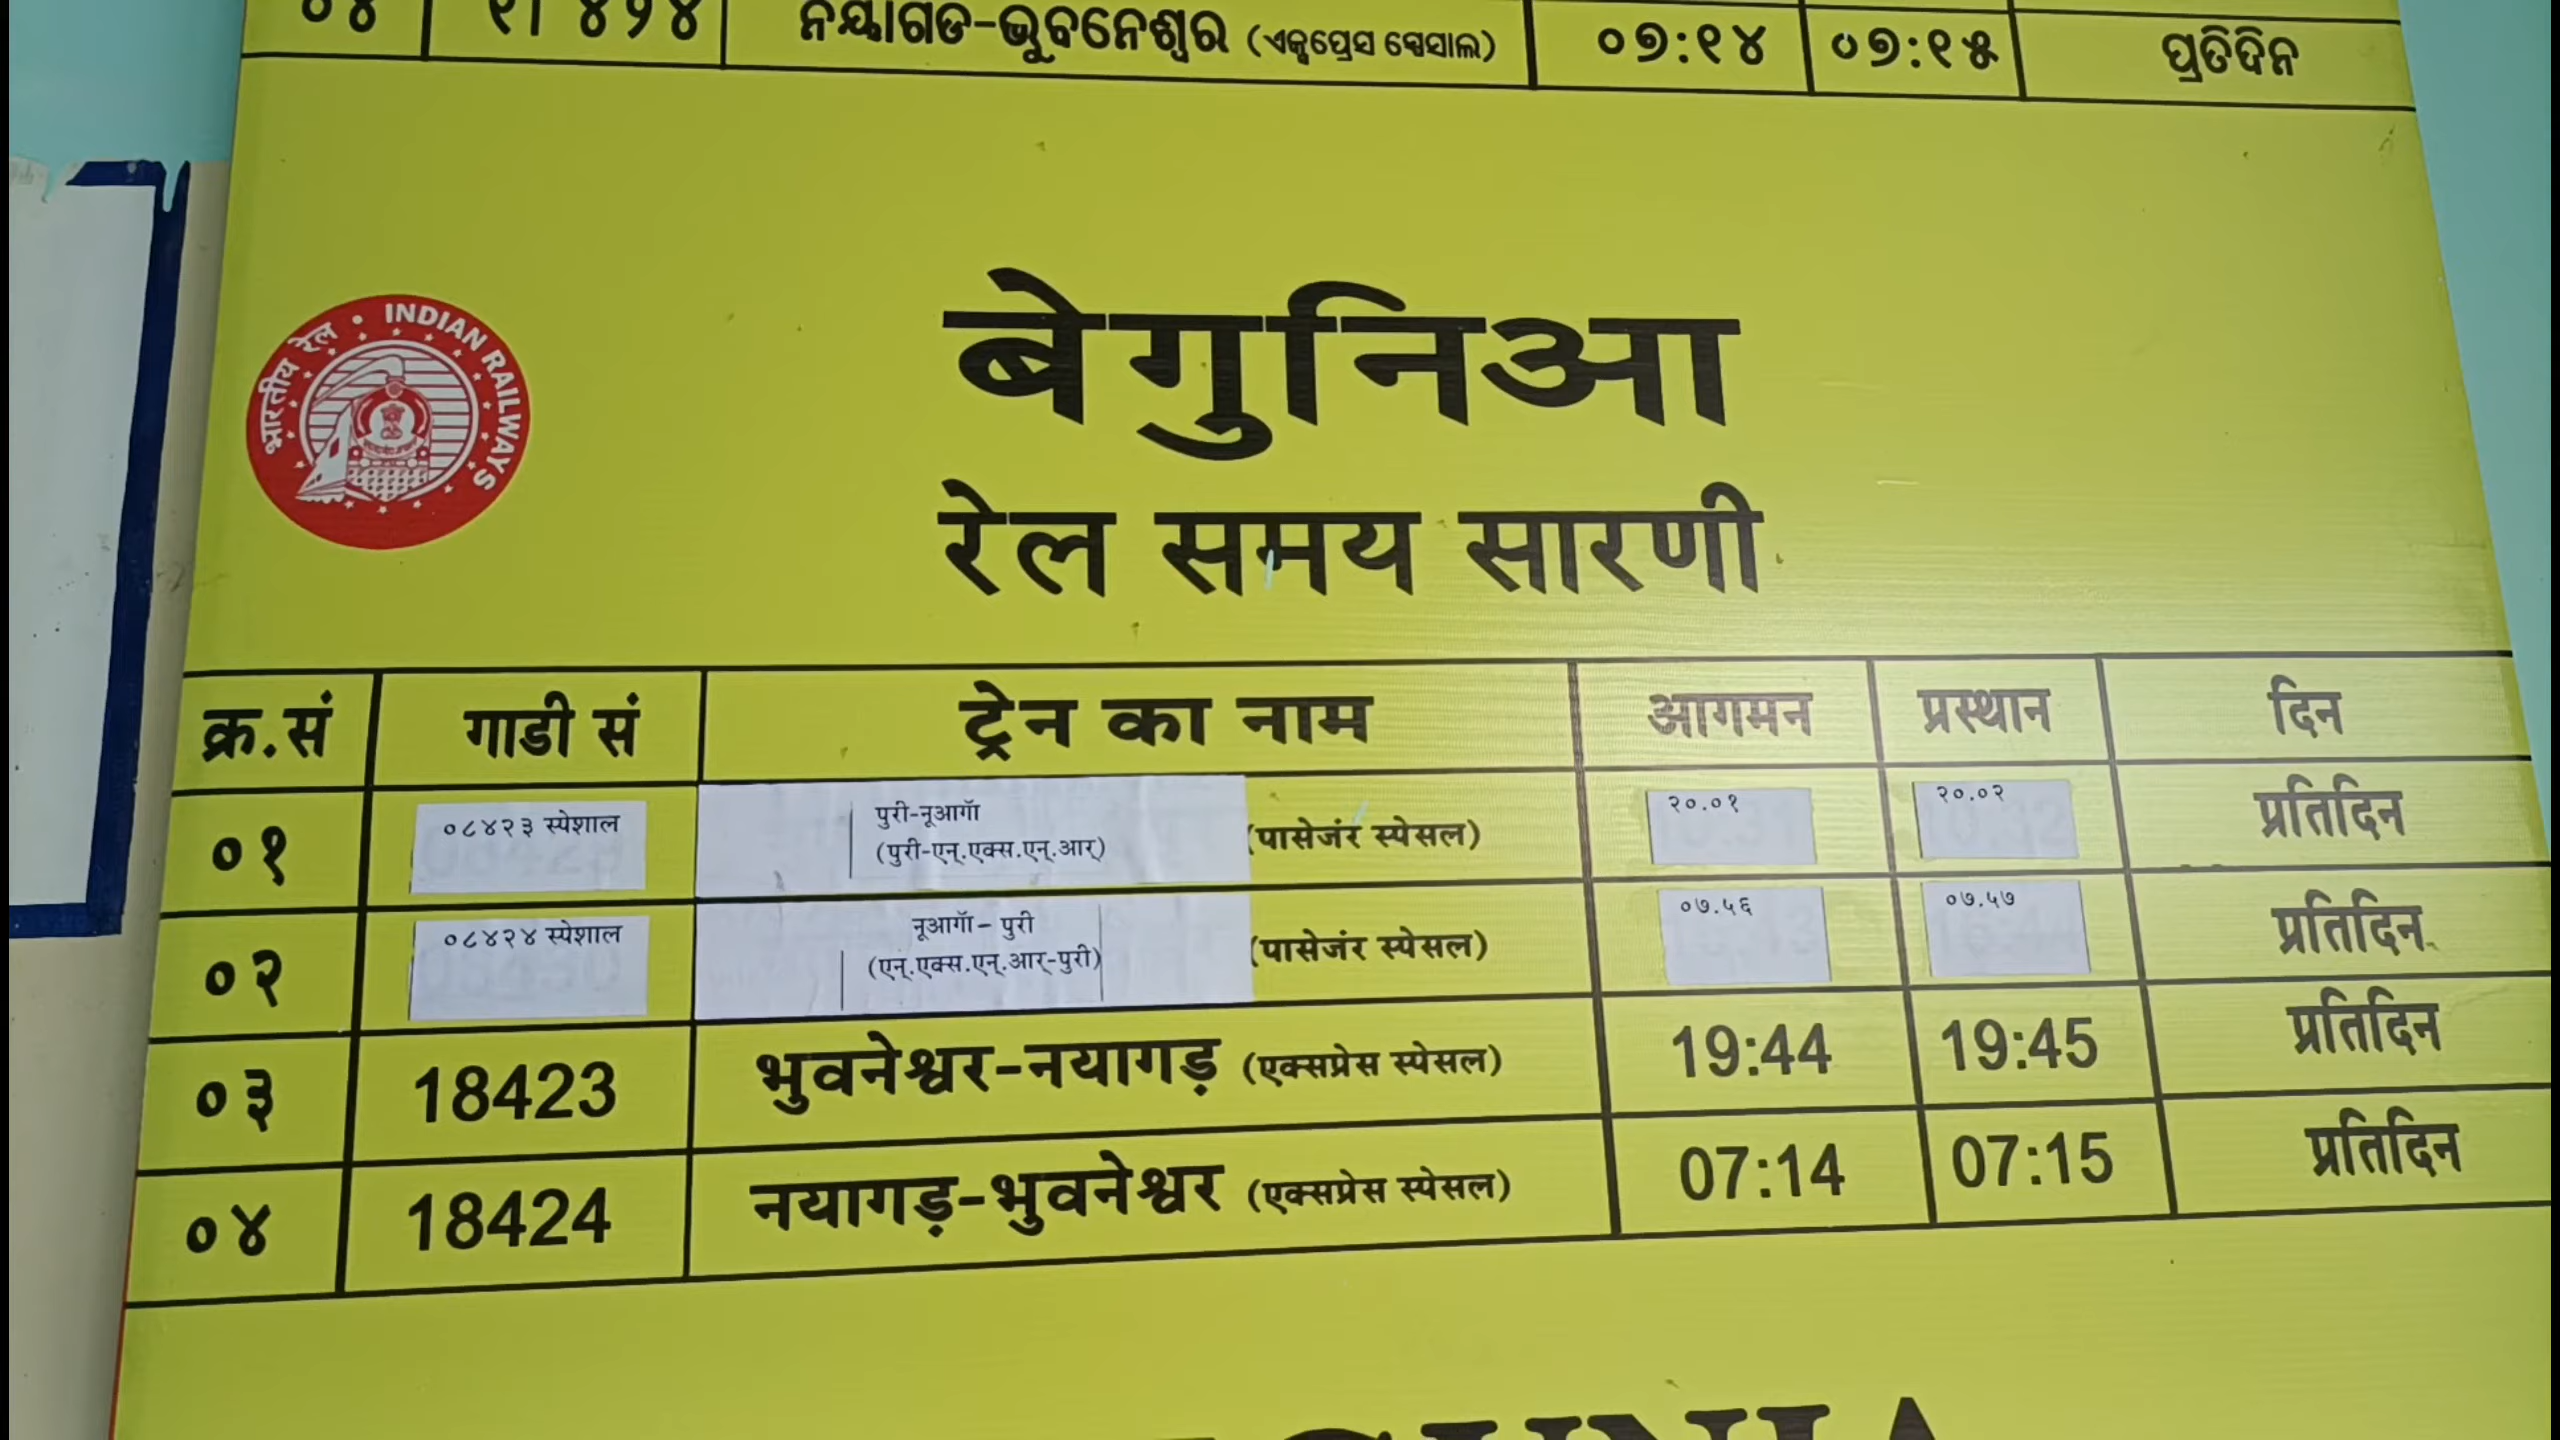 ନୟାଗଡ-ଭୁବନେଶ୍ୱର (ଏକ୍ସପ୍ରେସ ସ୍ପେସାଲ) ୦୭:୧୪ ୦୭:୧୫ ପ୍ରତିଦିନ
भारतीय रेल • INDIAN RAILWAYS
बेगुनिआ
रेल समय सारणी
क्र.सं गाडी सं ट्रेन का नाम आगमन प्रस्थान दिन
०१ ०८४२३ स्पेशाल पुरी-नूआगाॅ (पासेजंर स्पेसल) २०.०१ २०.०२ प्रतिदिन
(पुरी-एन्.एक्स.एन्.आर्)
०२ ०८४२४ स्पेशाल नूआगाॅ - पुरी (पासेजंर स्पेसल) ०७.५६ ०७.५७ प्रतिदिन
(एन्.एक्स.एन्.आर्-पुरी)
०३ 18423 भुवनेश्वर-नयागड़ (एक्सप्रेस स्पेसल) 19:44 19:45 प्रतिदिन
०४ 18424 नयागड़-भुवनेश्वर (एक्सप्रेस स्पेसल) 07:14 07:15 प्रतिदिन